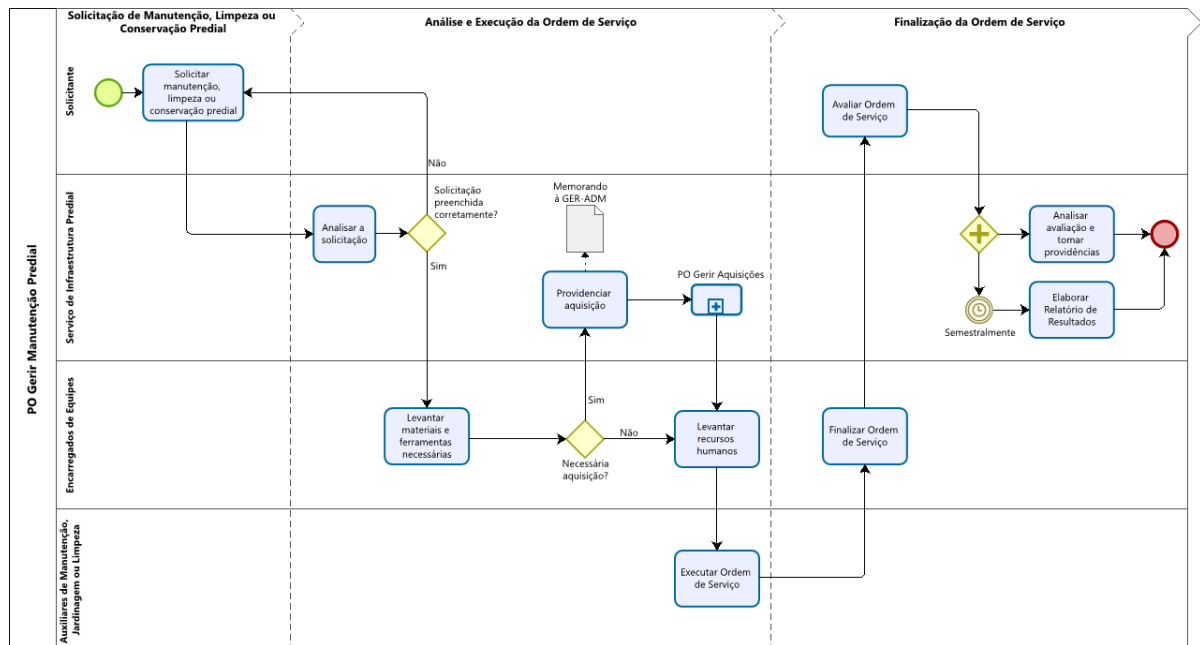 PO Gerir Manutenção Predial
Solicitação de Manutenção, Limpeza ou
Conservação Predial
Análise e Execução da Ordem de Serviço
Finalização da Ordem de Serviço
Solicitante
Solicitar
manutenção,
limpeza ou
conservação predial
Não
Avaliar Ordem
de Serviço
Serviço de Infraestrutura Predial
Analisar a
solicitação
Solicitação
preenchida
corretamente?
Sim
Memorando
à GER-ADM
Providenciar
aquisição
PO Gerir Aquisições
Analisar
avaliação e
tomar
providências
Semestralmente
Elaborar
Relatório de
Resultados
Encarregados de Equipes
Levantar
materiais e
ferramentas
necessárias
Sim
Não
Necessária
aquisição?
Levantar
recursos
humanos
Finalizar Ordem
de Serviço
Auxiliares de Manutenção,
Jardinagem ou Limpeza
Executar Ordem
de Serviço